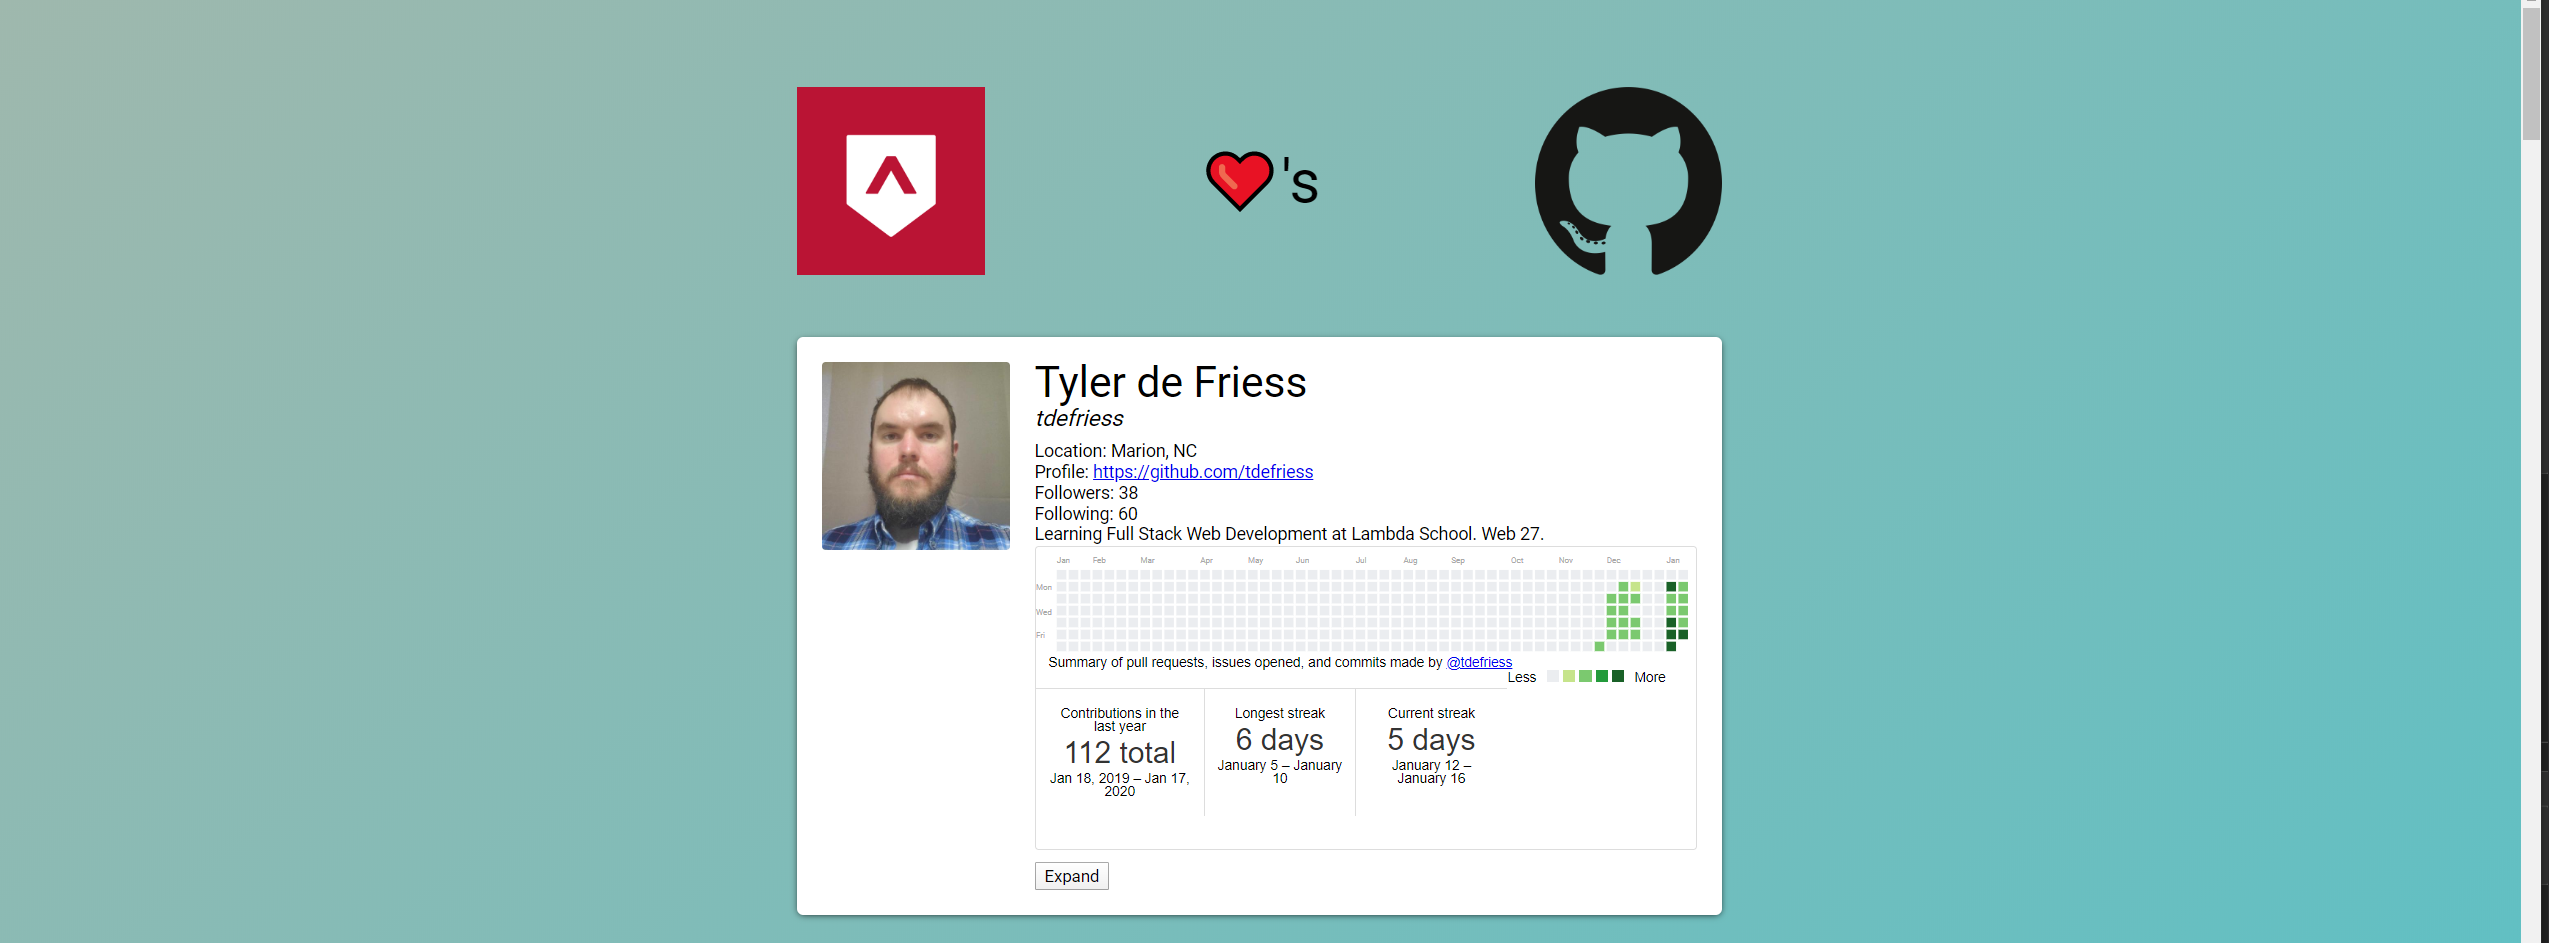 ❤'s
Tyler de Friess
tdefriess
Location: Marion, NC
Profile: https://github.com/tdefriess
Followers: 38
Following: 60
Learning Full Stack Web Development at Lambda School. Web 27.
Jan Feb Mar Apr May Jun Jul Aug Sep Oct Nov Dec Jan
Mon
Wed
Fri
Summary of pull requests, issues opened, and commits made by @tdefriess
Less More
Contributions in the
last year
112 total
Jan 18, 2019 – Jan 17,
2020
Longest streak
6 days
January 5 – January
10
Current streak
5 days
January 12 –
January 16
Expand